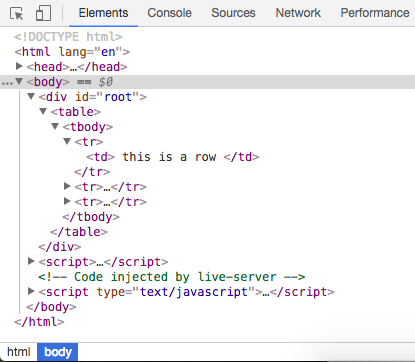 Elements Console Sources Network Performance
<!DOCTYPE html>
<html lang="en">
▶<head>…</head>
…▼<body> == $0
▼<div id="root">
▼<table>
▼<tbody>
▼<tr>
<td> this is a row </td>
</tr>
▶<tr>…</tr>
▶<tr>…</tr>
</tbody>
</table>
</div>
▶<script>…</script>
<!-- Code injected by live-server -->
▶<script type="text/javascript">…</script>
</body>
</html>
html body